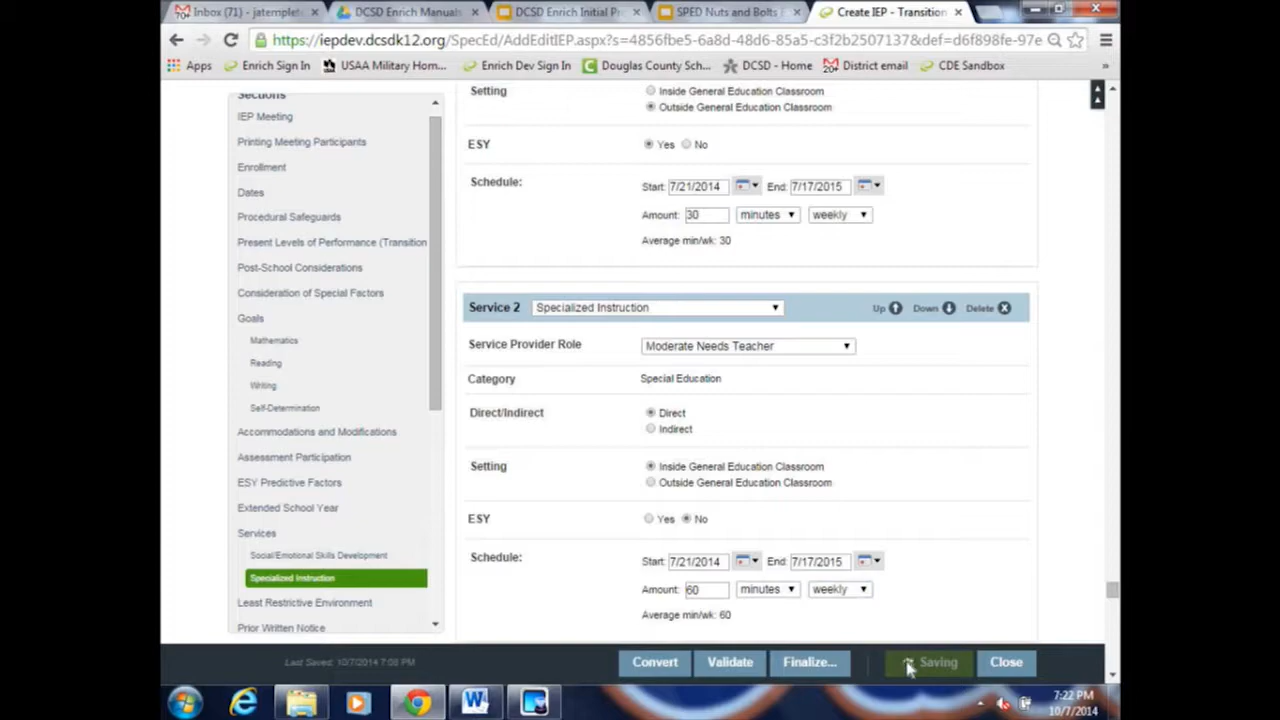 Inbox (71) - jatemplet
DCSD Enrich Manuals
DCSD Enrich Initial Pr
SPED Nuts and Bolts
Create IEP - Transition
https://iepdev.dcsdk12.org/SpecEd/AddEditIEP.aspx?s=4856fbe5-6a8d-48d6-85a5-c3f2b2507137&def=d6f898fe-97e
Apps
Enrich Sign In
USAA Military Hom...
Enrich Dev Sign In
Douglas County Sch...
DCSD - Home
District email
CDE Sandbox
»
Sections
IEP Meeting
Printing Meeting Participants
Enrollment
Dates
Procedural Safeguards
Present Levels of Performance (Transition
Post-School Considerations
Consideration of Special Factors
Goals
Mathematics
Reading
Writing
Self-Determination
Accommodations and Modifications
Assessment Participation
ESY Predictive Factors
Extended School Year
Services
Social/Emotional Skills Development
Specialized Instruction
Least Restrictive Environment
Prior Written Notice
Setting Inside General Education Classroom
Outside General Education Classroom
ESY Yes No
Schedule: Start: 7/21/2014 End: 7/17/2015
Amount: 30 minutes weekly
Average min/wk: 30
Service 2 Specialized Instruction Up Down Delete
Service Provider Role Moderate Needs Teacher
Category Special Education
Direct/Indirect Direct
Indirect
Setting Inside General Education Classroom
Outside General Education Classroom
ESY Yes No
Schedule: Start: 7/21/2014 End: 7/17/2015
Amount: 60 minutes weekly
Average min/wk: 60
Last Saved: 10/7/2014 7:08 PM
Convert Validate Finalize... Saving Close
7:22 PM
10/7/2014